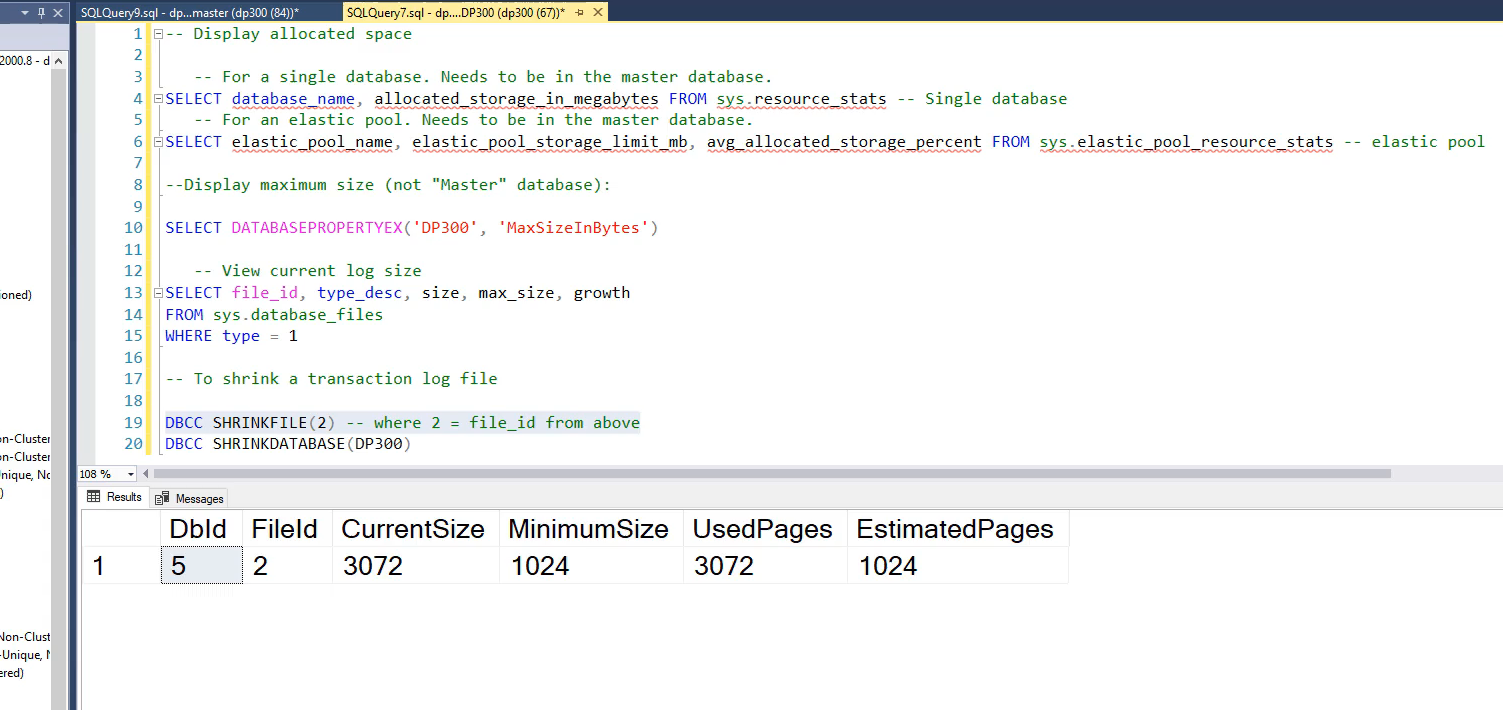 SQLQuery9.sql - dp...master (dp300 (84))*
SQLQuery7.sql - dp....DP300 (dp300 (67))*
2000.8 - d
ioned)
on-Cluster
on-Cluster
nique, Nc
)
Non-Clust
-Unique, N
ered)
1 -- Display allocated space
2
3 -- For a single database. Needs to be in the master database.
4 SELECT database_name, allocated_storage_in_megabytes FROM sys.resource_stats -- Single database
5 -- For an elastic pool. Needs to be in the master database.
6 SELECT elastic_pool_name, elastic_pool_storage_limit_mb, avg_allocated_storage_percent FROM sys.elastic_pool_resource_stats -- elastic pool
7
8 --Display maximum size (not "Master" database):
9
10 SELECT DATABASEPROPERTYEX('DP300', 'MaxSizeInBytes')
11
12 -- View current log size
13 SELECT file_id, type_desc, size, max_size, growth
14 FROM sys.database_files
15 WHERE type = 1
16
17 -- To shrink a transaction log file
18
19 DBCC SHRINKFILE(2) -- where 2 = file_id from above
20 DBCC SHRINKDATABASE(DP300)
108 %
Results Messages
DbId FileId CurrentSize MinimumSize UsedPages EstimatedPages
1 5 2 3072 1024 3072 1024